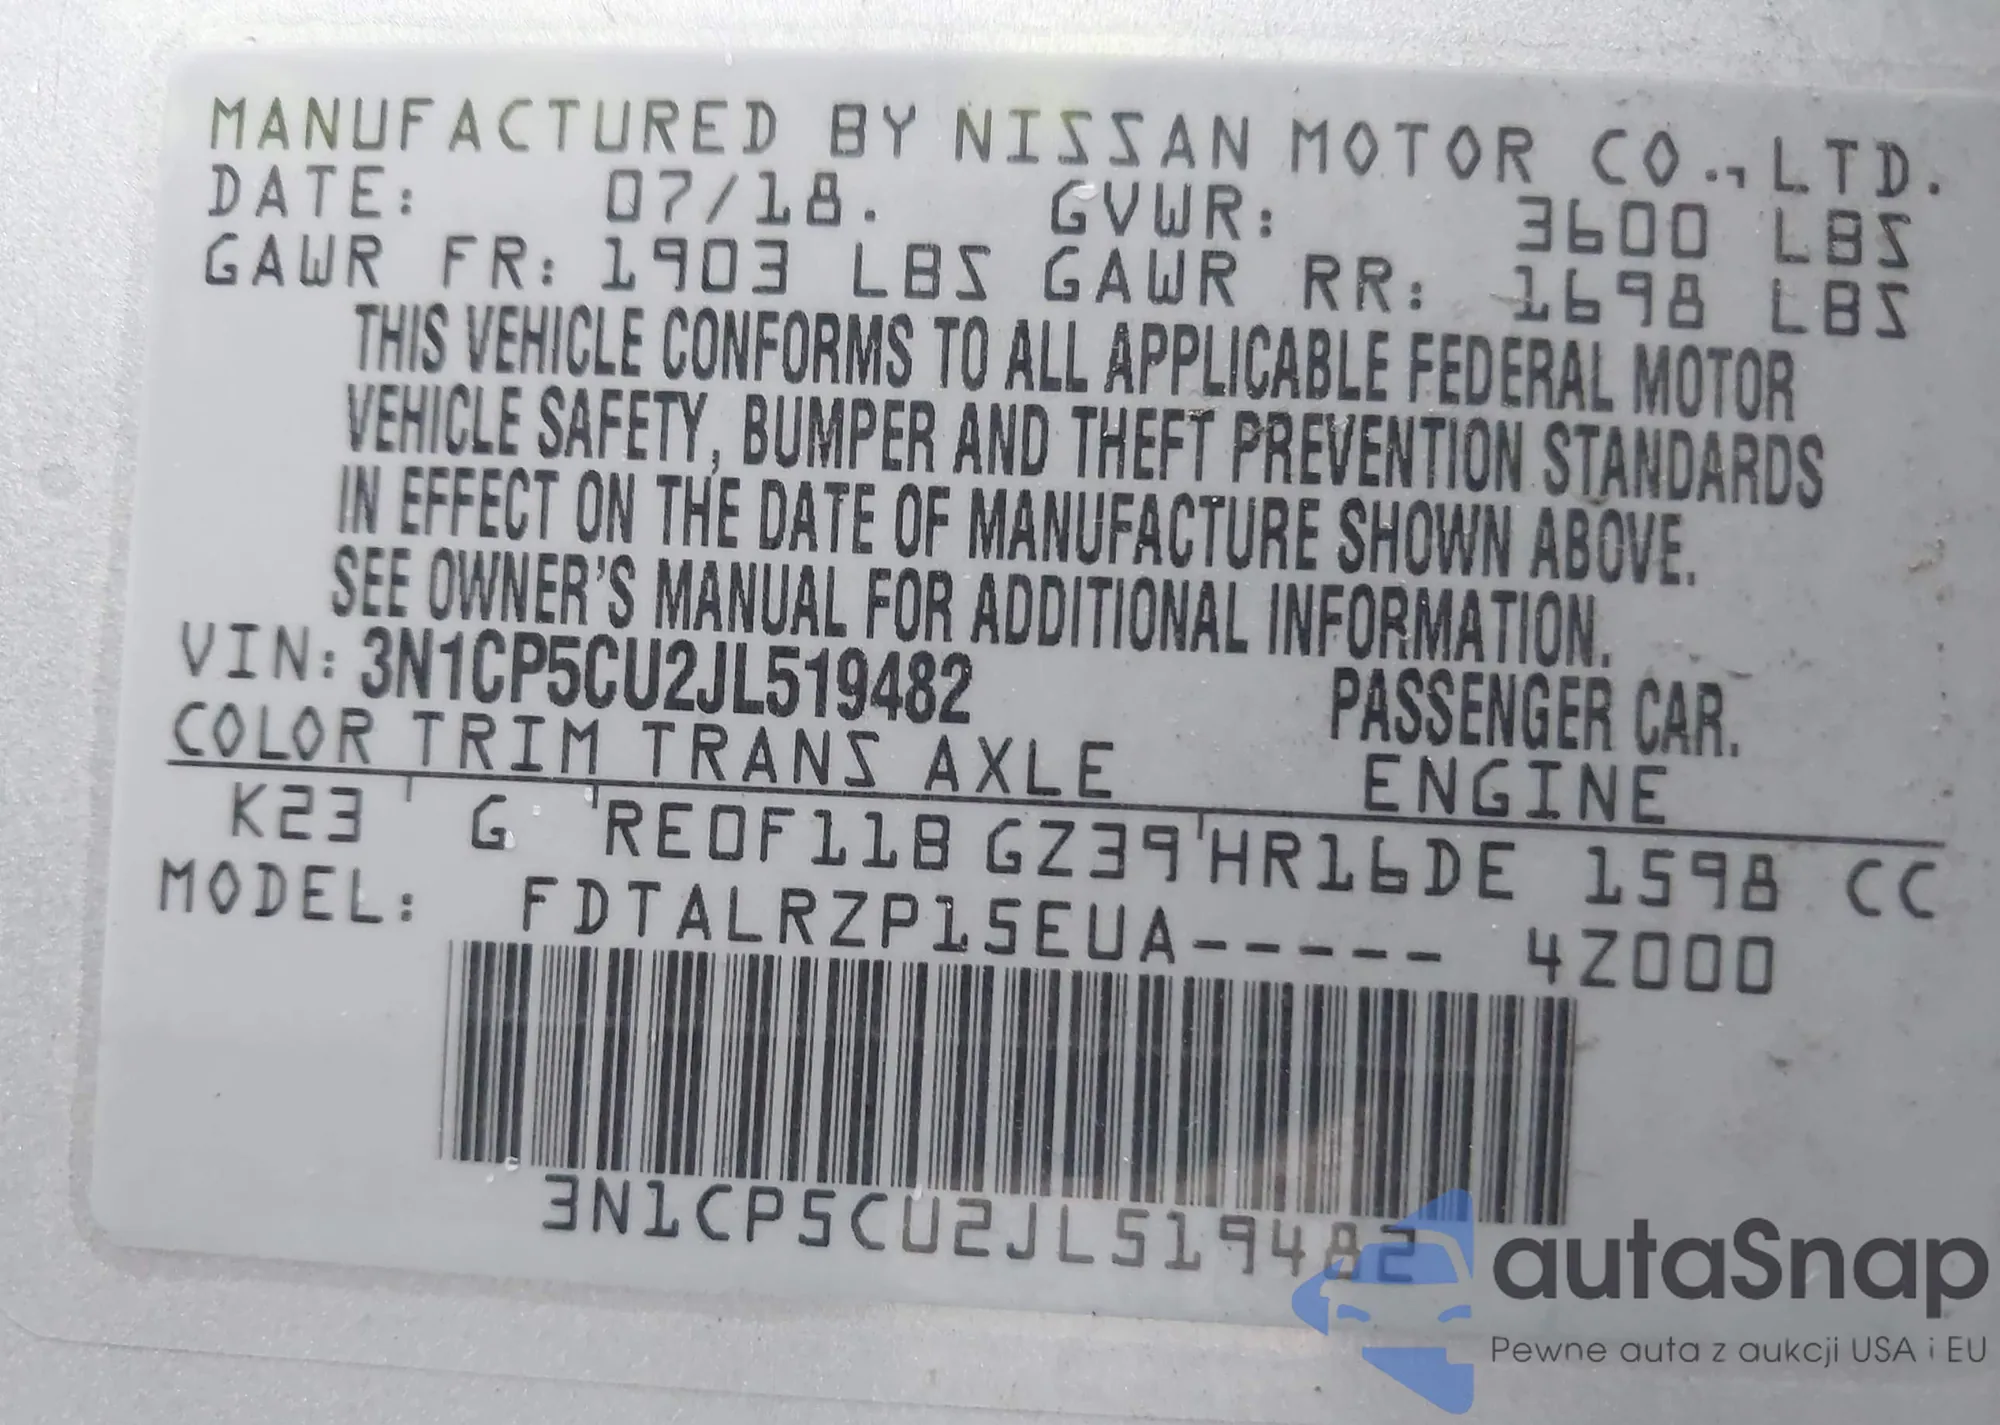 MANUFACTURED BY NISSAN MOTOR CO., LTD.
DATE: 07/18. GVWR: 3600 LBS
GAWR FR: 1903 LBS GAWR RR: 1698 LBS
THIS VEHICLE CONFORMS TO ALL APPLICABLE FEDERAL MOTOR
VEHICLE SAFETY, BUMPER AND THEFT PREVENTION STANDARDS
IN EFFECT ON THE DATE OF MANUFACTURE SHOWN ABOVE.
SEE OWNER'S MANUAL FOR ADDITIONAL INFORMATION.
VIN: 3N1CP5CU2JL519482 PASSENGER CAR.
COLOR TRIM TRANS AXLE ENGINE
K23 G RE0F11B GZ39 HR16DE 1598 CC
MODEL: FDTALRZP15EUA----- 4Z000
3N1CP5CU2JL519482
autaSnap
Pewne auta z aukcji USA i EU